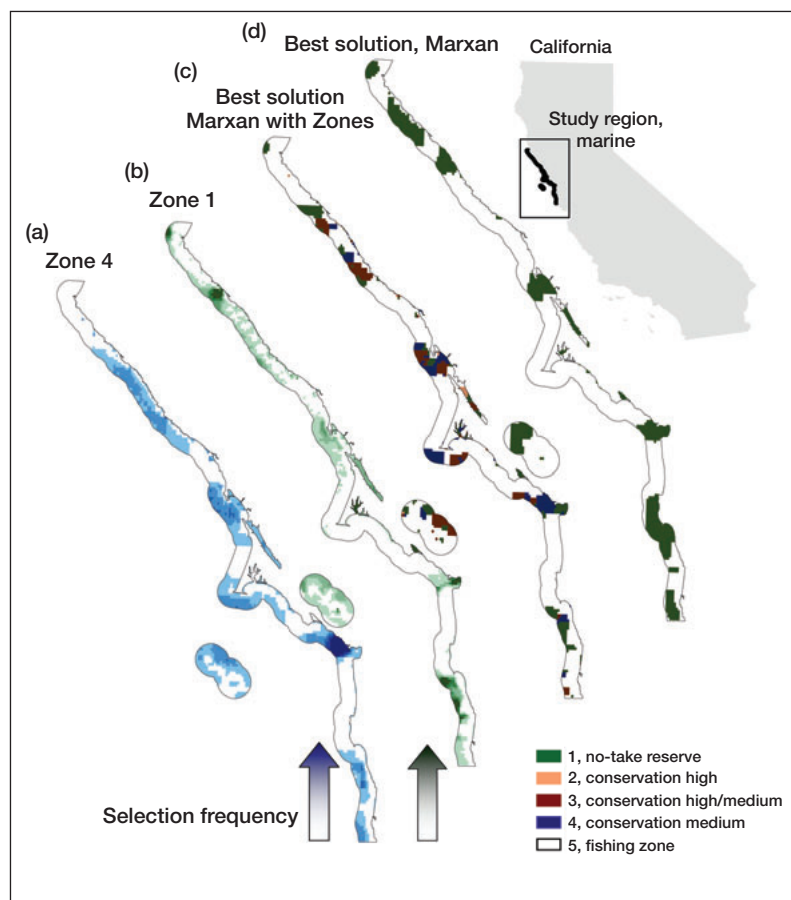 (d)
Best solution, Marxan
California
(c)
Best solution
Marxan with Zones
Study region,
marine
(b)
Zone 1
(a)
Zone 4
Selection frequency
1, no-take reserve
2, conservation high
3, conservation high/medium
4, conservation medium
5, fishing zone